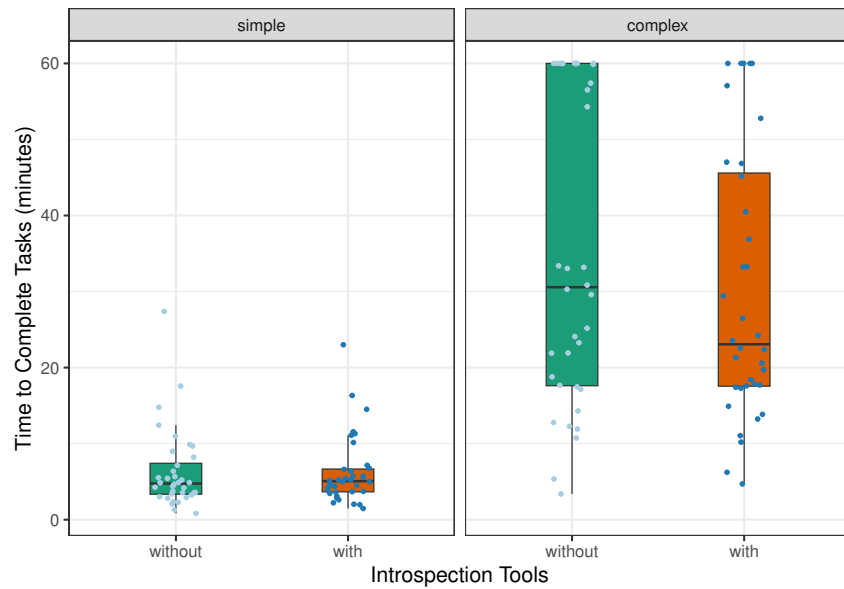 simple
complex
Time to Complete Tasks (minutes)
60
40
20
0
without
with
without
with
Introspection Tools